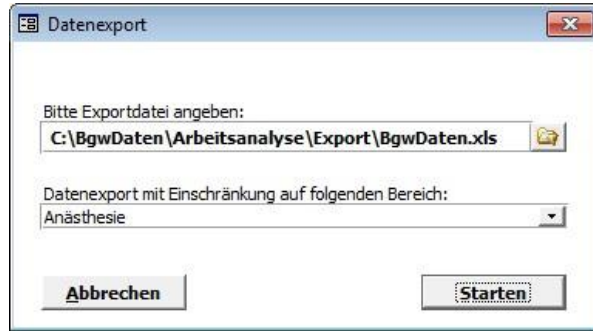 Datenexport
Bitte Exportdatei angeben:
C:\BgwDaten\Arbeitsanalyse\Export\BgwDaten.xls
Datenexport mit Einschränkung auf folgenden Bereich:
Anästhesie
Abbrechen
Starten